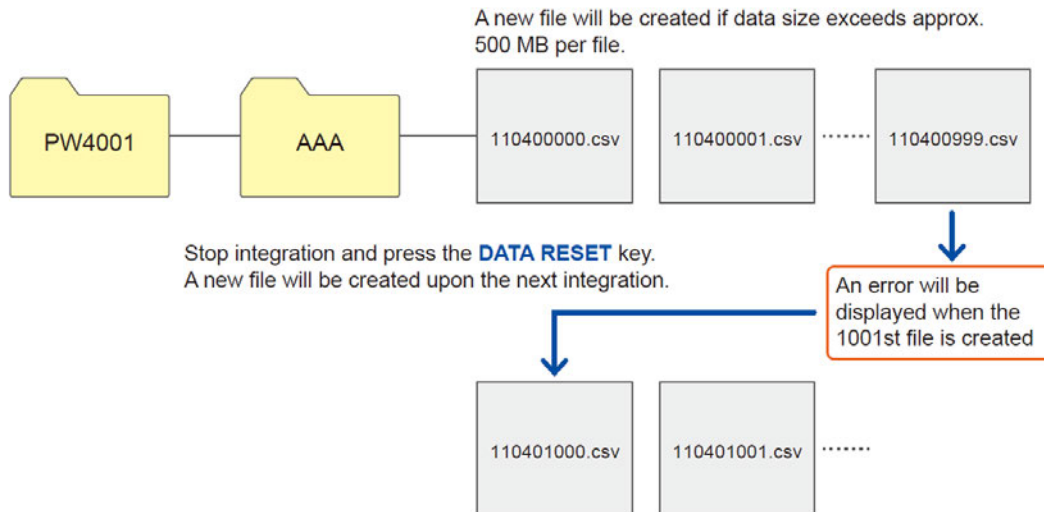 A new file will be created if data size exceeds approx.
500 MB per file.
PW4001
AAA
110400000.csv
110400001.csv
110400999.csv
Stop integration and press the DATA RESET key.
A new file will be created upon the next integration.
An error will be
displayed when the
1001st file is created
110401000.csv
110401001.csv